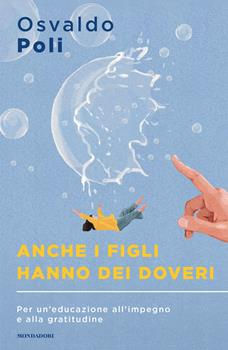 Osvaldo
Poli
ANCHE I FIGLI
HANNO DEI DOVERI
Per un'educazione all'impegno
e alla gratitudine
MONDADORI